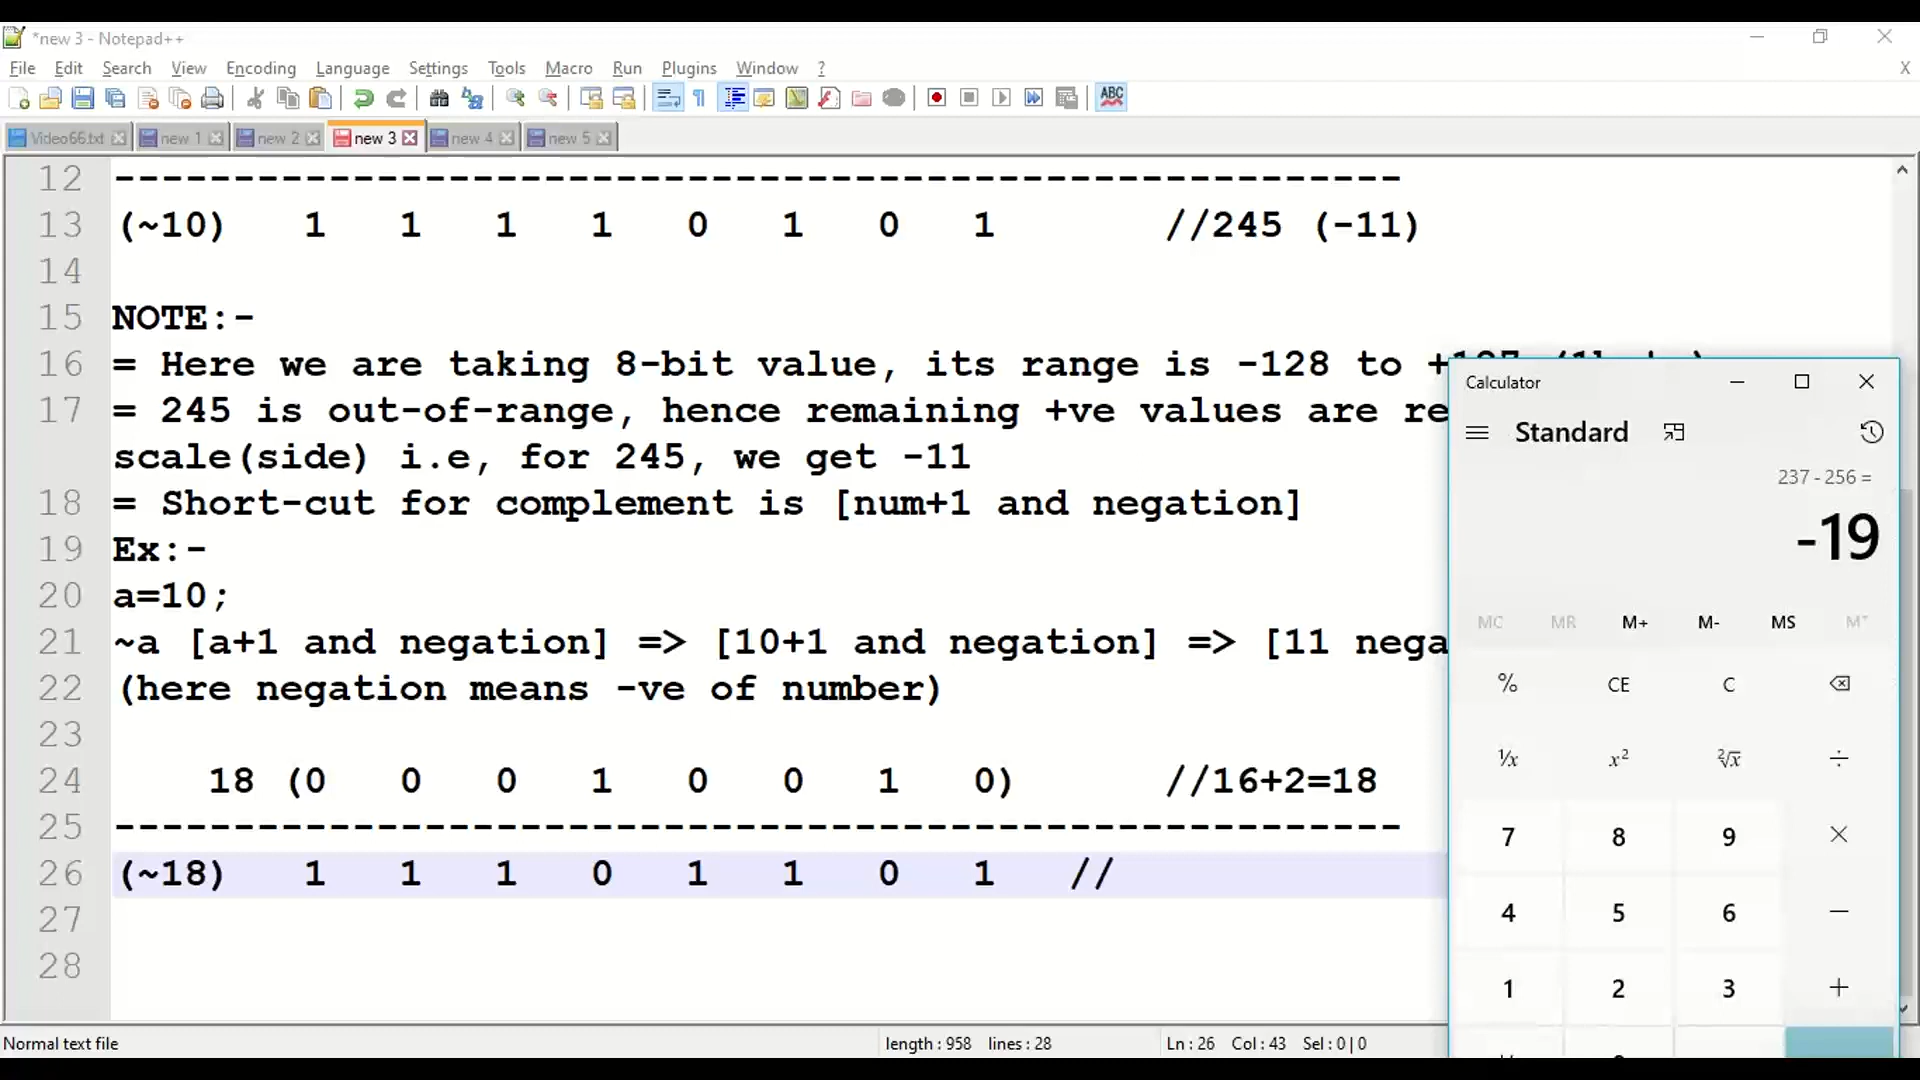 *new 3 - Notepad++
File Edit Search View Encoding Language Settings Tools Macro Run Plugins Window ? X
ABC
Video66.txt new 1 new 2 new 3 new 4 new 5
12 -----------------------------------------------------
13 (~10) 1 1 1 1 0 1 0 1 //245 (-11)
14
15 NOTE:-
16 = Here we are taking 8-bit value, its range is -128 to
17 = 245 is out-of-range, hence remaining +ve values are
scale(side) i.e, for 245, we get -11
18 = Short-cut for complement is [num+1 and negation]
19 Ex:-
20 a=10;
21 ~a [a+1 and negation] => [10+1 and negation] => [11
22 (here negation means -ve of number)
23
24 18 (0 0 0 1 0 0 1 0) //16+2=18
25 -----------------------------------------------------
26 (~18) 1 1 1 0 1 1 0 1 //
27
28
Calculator
Standard
237 - 256 =
-19
MC MR M+ M- MS M˅
% CE C
¹/x x² ²√x ÷
7 8 9 ×
4 5 6 −
1 2 3 +
Normal text file length : 958 lines : 28 Ln : 26 Col : 43 Sel : 0 | 0